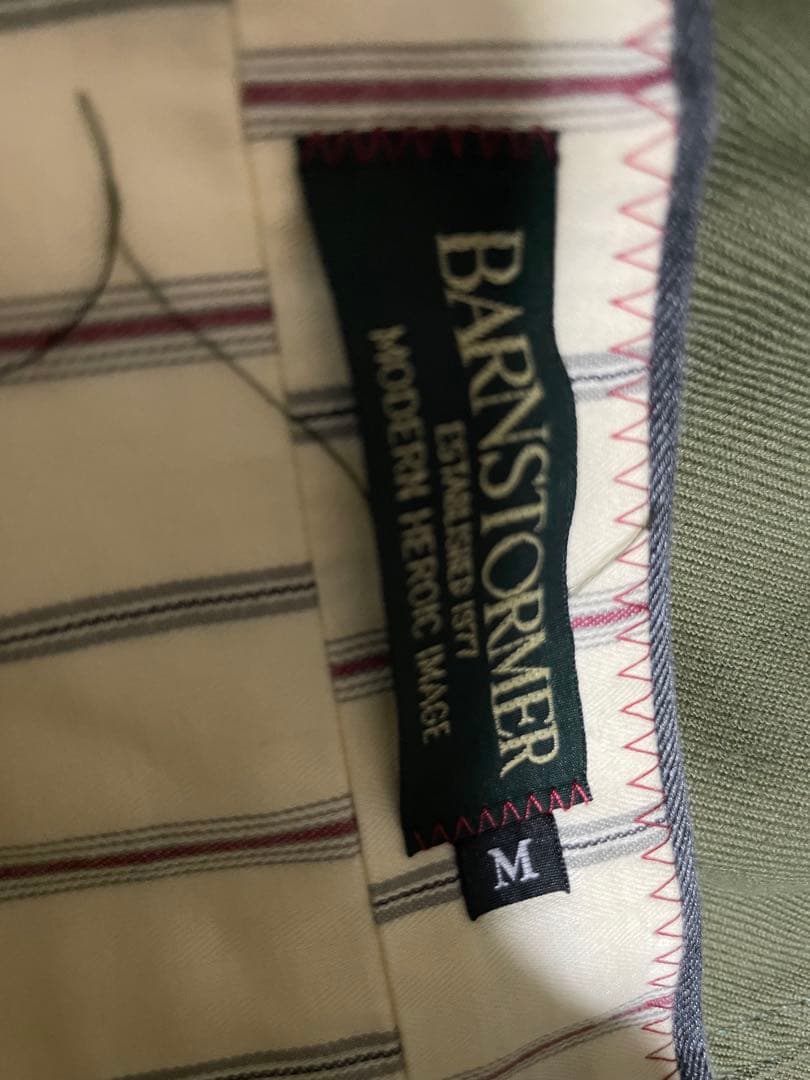 BARNSTORMER
ESTABLISHED 1977
MODERN HEROIC IMAGE
M